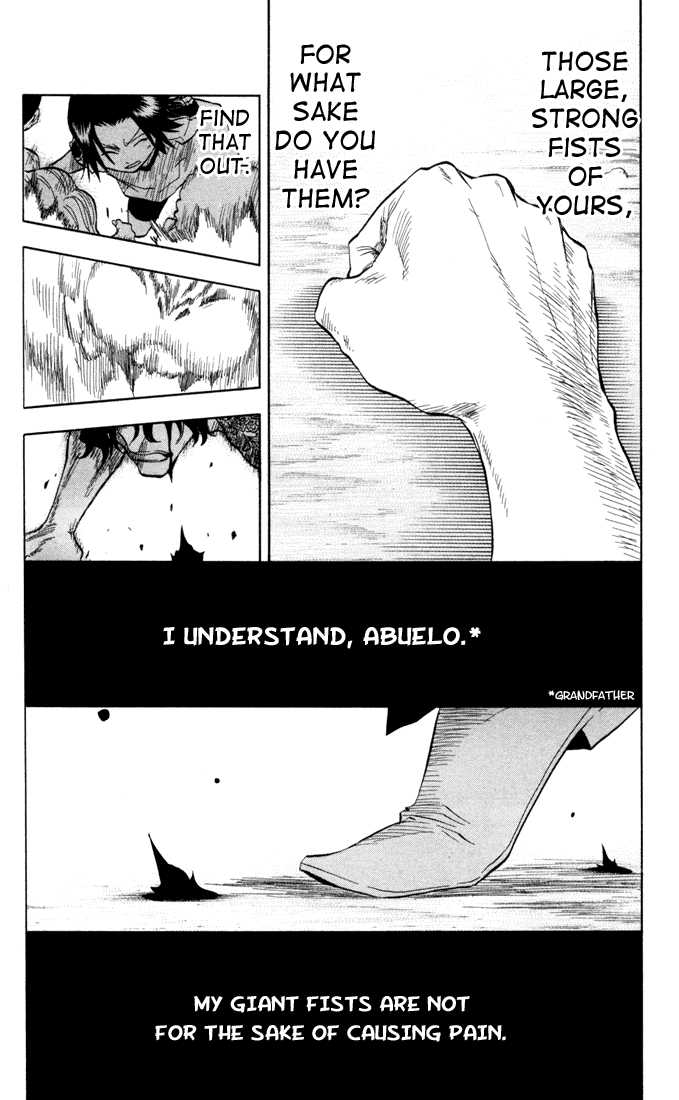 THOSE
LARGE,
STRONG
FISTS
OF
YOURS,
FOR
WHAT
SAKE
DO YOU
HAVE
THEM?
FIND
THAT
OUT.
I UNDERSTAND, ABUELO.*
*GRANDFATHER
MY GIANT FISTS ARE NOT
FOR THE SAKE OF CAUSING PAIN.